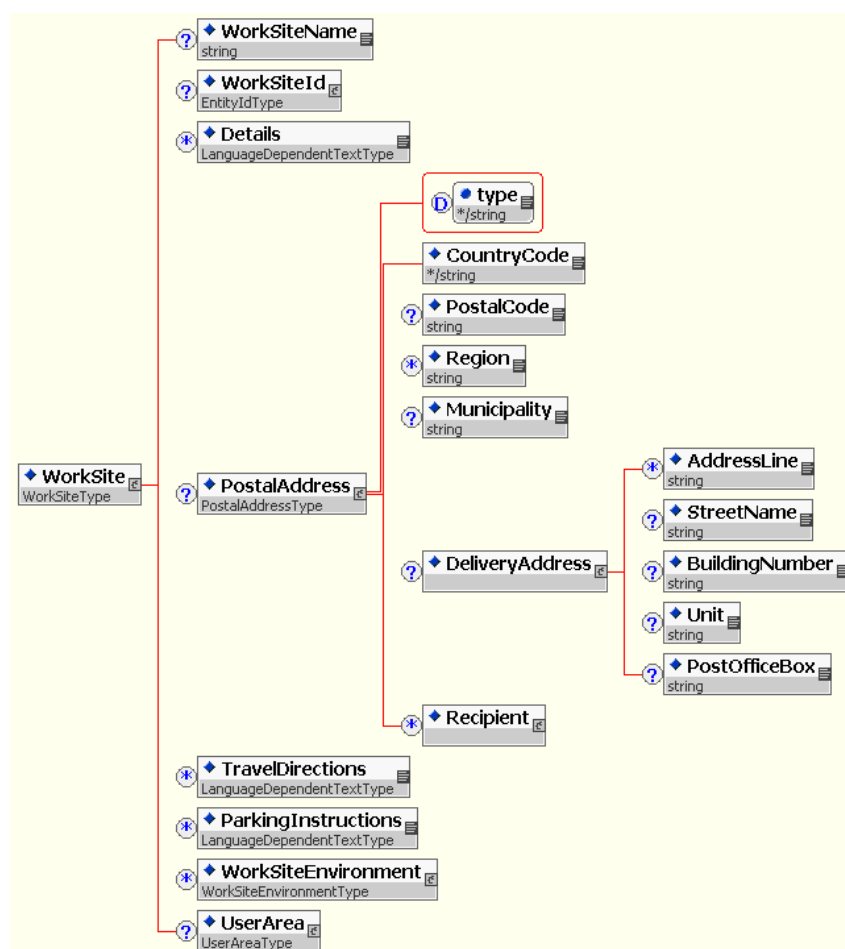 WorkSiteName
string
?
WorkSiteId
EntityIdType
?
Details
LanguageDependentTextType
*
type
*/string
D
CountryCode
*/string
PostalCode
string
?
Region
string
*
Municipality
string
?
WorkSite
WorkSiteType
PostalAddress
PostalAddressType
?
AddressLine
string
*
StreetName
string
?
DeliveryAddress
?
BuildingNumber
string
?
Unit
string
?
PostOfficeBox
string
?
Recipient
*
TravelDirections
LanguageDependentTextType
*
ParkingInstructions
LanguageDependentTextType
*
WorkSiteEnvironment
WorkSiteEnvironmentType
*
UserArea
UserAreaType
?